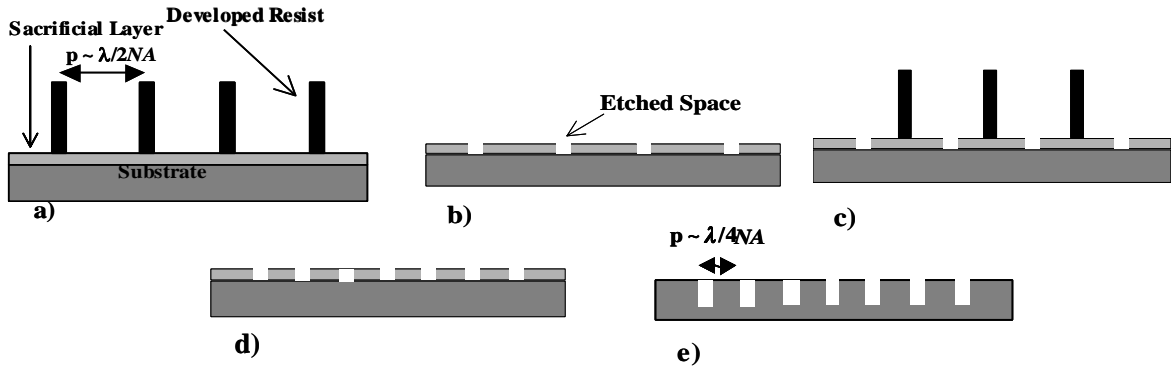 Sacrificial Layer
Developed Resist
p ~ λ/2NA
Substrate
a)
Etched Space
b)
c)
p ~ λ/4NA
d)
e)